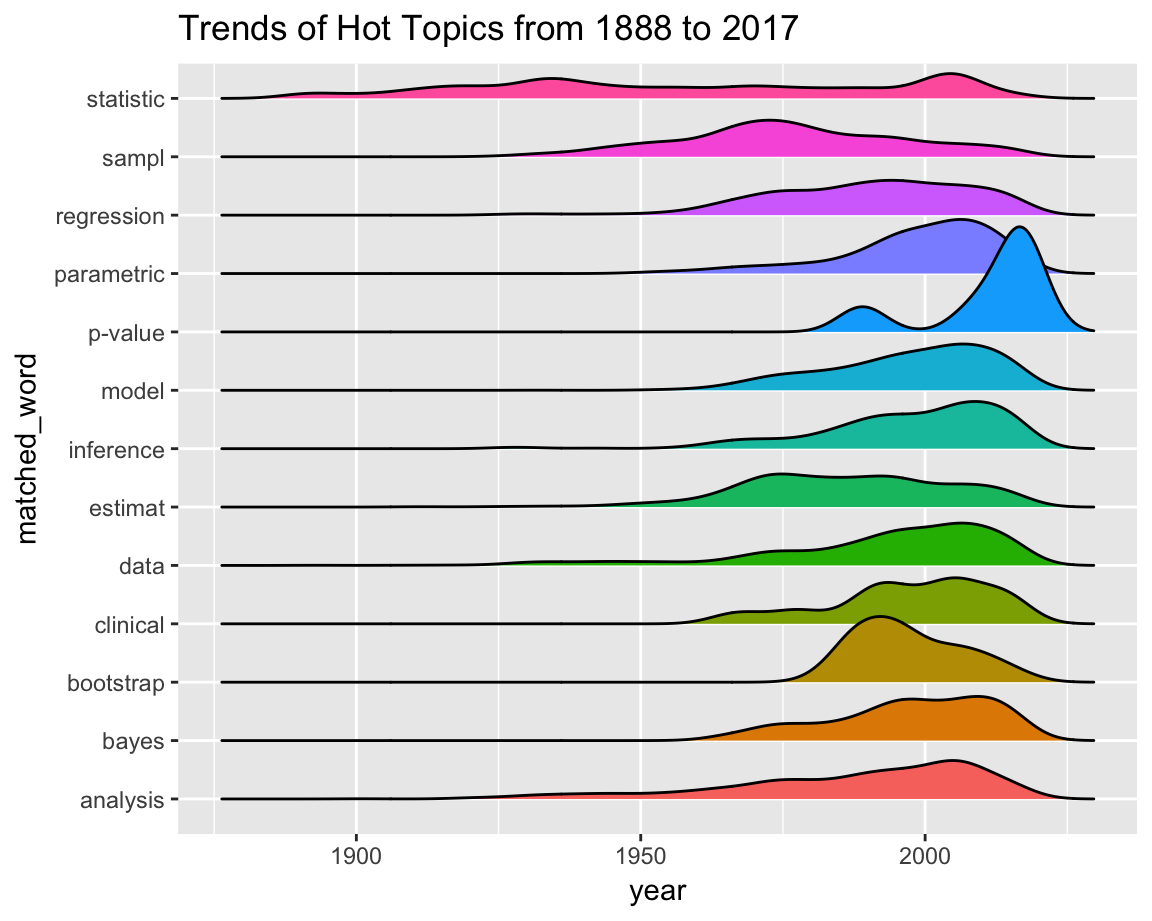 Trends of Hot Topics from 1888 to 2017
matched_word
statistic
sampl
regression
parametric
p-value
model
inference
estimat
data
clinical
bootstrap
bayes
analysis
1900 1950 2000
year